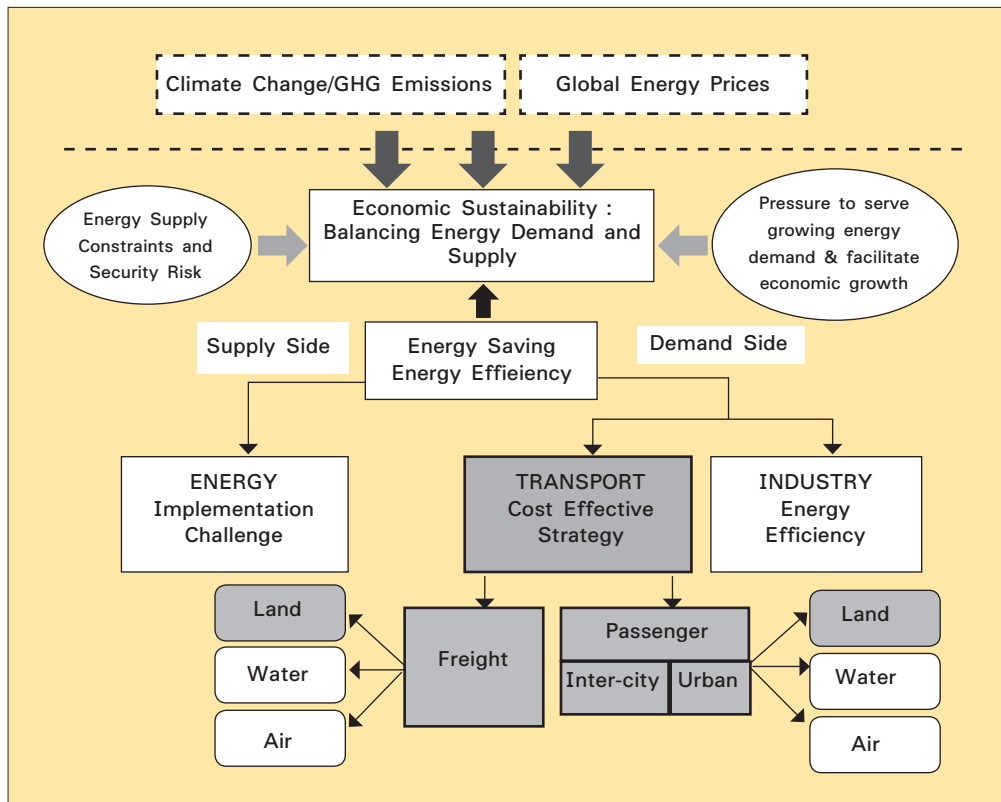 Climate Change/GHG Emissions
Global Energy Prices
Energy Supply
Constraints and
Security Risk
Economic Sustainability :
Balancing Energy Demand and
Supply
Pressure to serve
growing energy
demand & facilitate
economic growth
Supply Side
Energy Saving
Energy Effieiency
Demand Side
ENERGY
Implementation
Challenge
TRANSPORT
Cost Effective
Strategy
INDUSTRY
Energy
Efficiency
Land
Water
Air
Freight
Passenger
Inter-city
Urban
Land
Water
Air